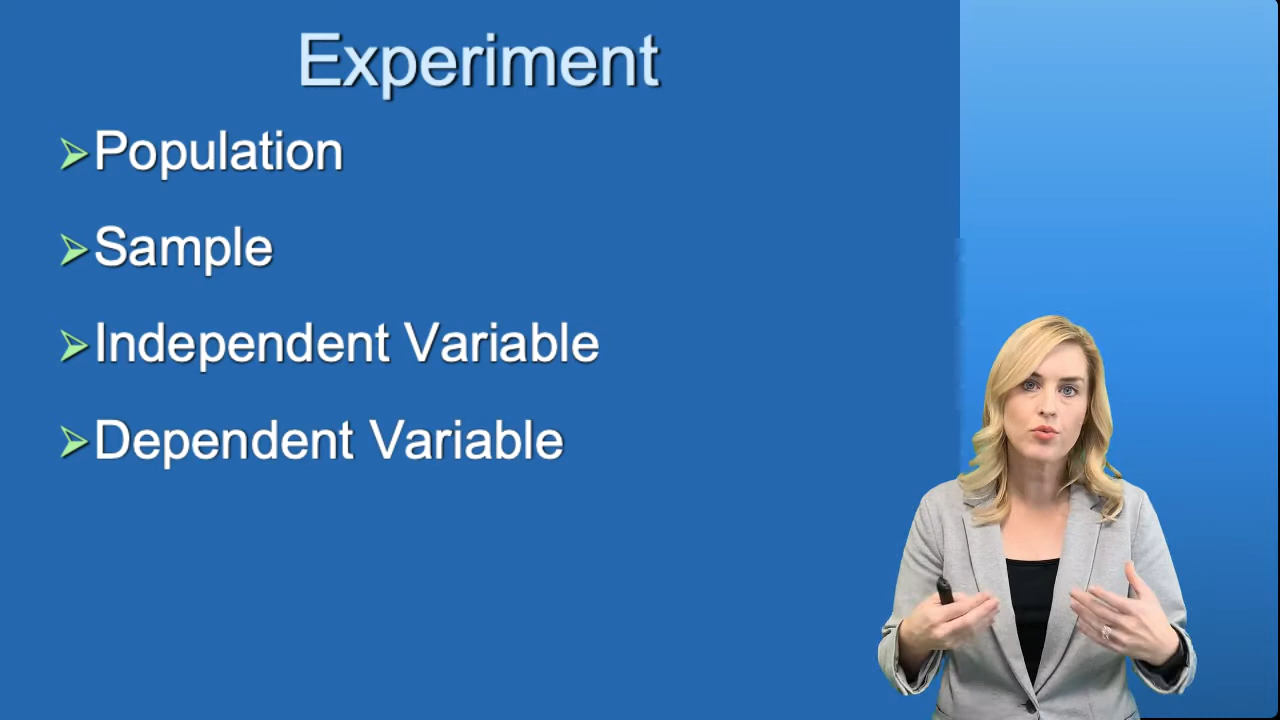 Experiment
Population
Sample
Independent Variable
Dependent Variable